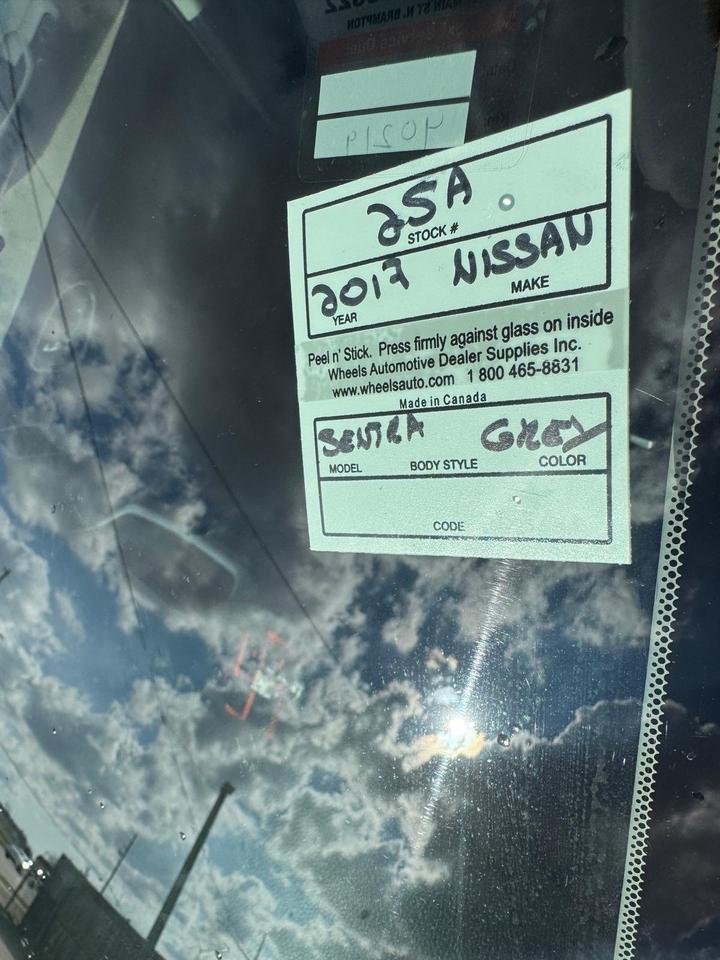 MAIN ST N. BRAMPTON
25A
STOCK #
2017 NISSAN
YEAR MAKE
Peel n' Stick. Press firmly against glass on inside
Wheels Automotive Dealer Supplies Inc.
www.wheelsauto.com 1 800 465-8831
Made in Canada
SENTRA GREY
MODEL BODY STYLE COLOR
CODE